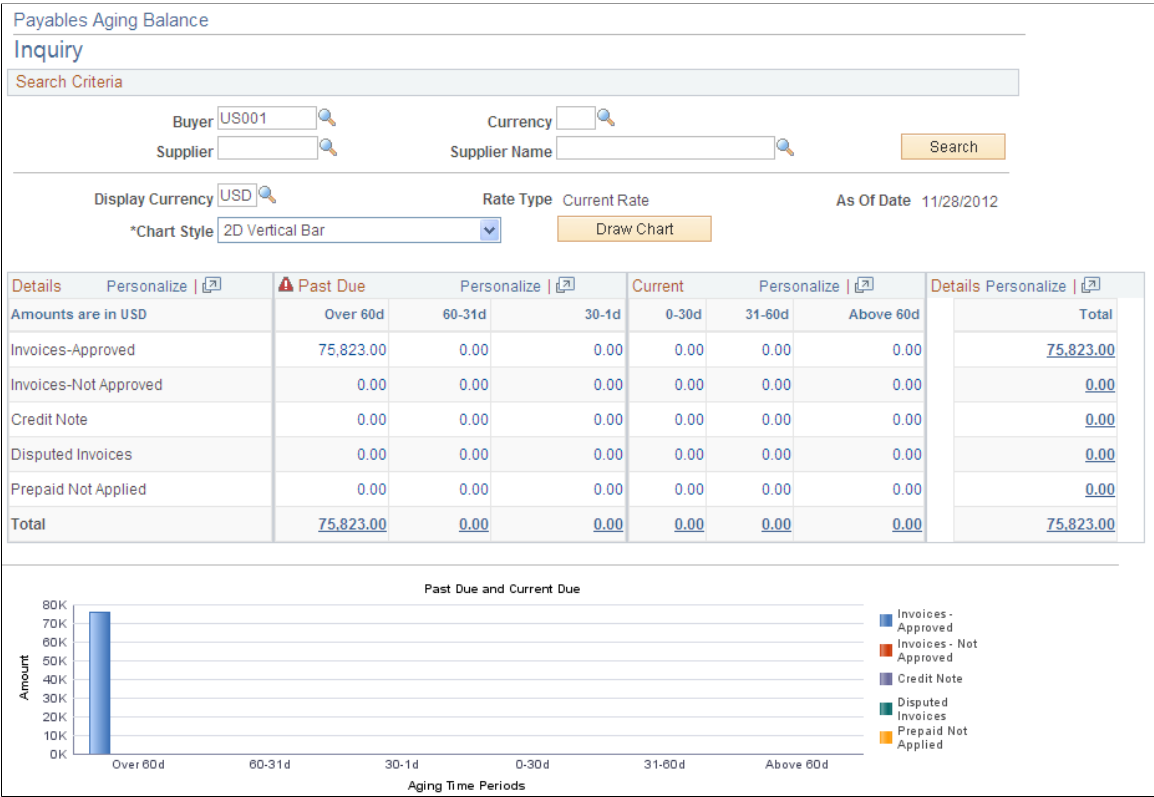 Payables Aging Balance
Inquiry
Search Criteria
Buyer US001 Currency
Supplier Supplier Name Search
Display Currency USD Rate Type Current Rate As Of Date 11/28/2012
*Chart Style 2D Vertical Bar Draw Chart
Details Personalize | Past Due Personalize | Current Personalize | Details Personalize |
Amounts are in USD Over 60d 60-31d 30-1d 0-30d 31-60d Above 60d Total
Invoices-Approved 75,823.00 0.00 0.00 0.00 0.00 0.00 75,823.00
Invoices-Not Approved 0.00 0.00 0.00 0.00 0.00 0.00 0.00
Credit Note 0.00 0.00 0.00 0.00 0.00 0.00 0.00
Disputed Invoices 0.00 0.00 0.00 0.00 0.00 0.00 0.00
Prepaid Not Applied 0.00 0.00 0.00 0.00 0.00 0.00 0.00
Total 75,823.00 0.00 0.00 0.00 0.00 0.00 75,823.00
Past Due and Current Due
Amount
80K
70K
60K
50K
40K
30K
20K
10K
0K
Over 60d 60-31d 30-1d 0-30d 31-60d Above 60d
Aging Time Periods
Invoices -
Approved
Invoices - Not
Approved
Credit Note
Disputed
Invoices
Prepaid Not
Applied